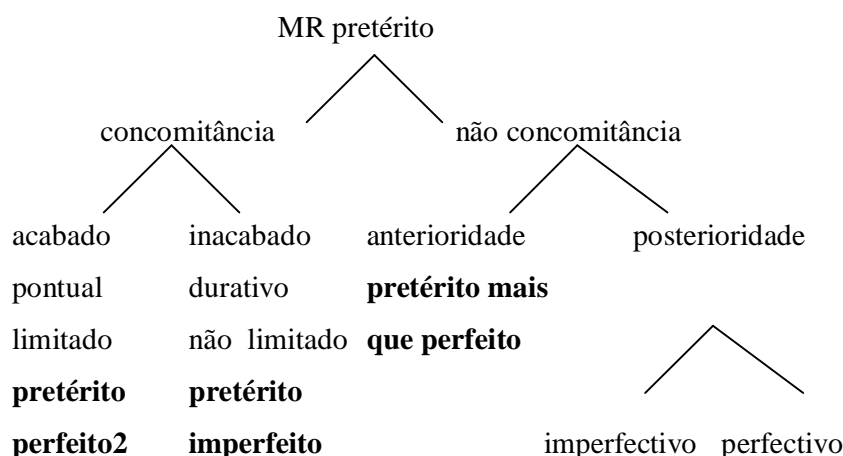 MR pretérito
concomitância não concomitância
acabado inacabado anterioridade posterioridade
pontual durativo pretérito mais
limitado não limitado que perfeito
pretérito pretérito
perfeito2 imperfeito imperfectivo perfectivo